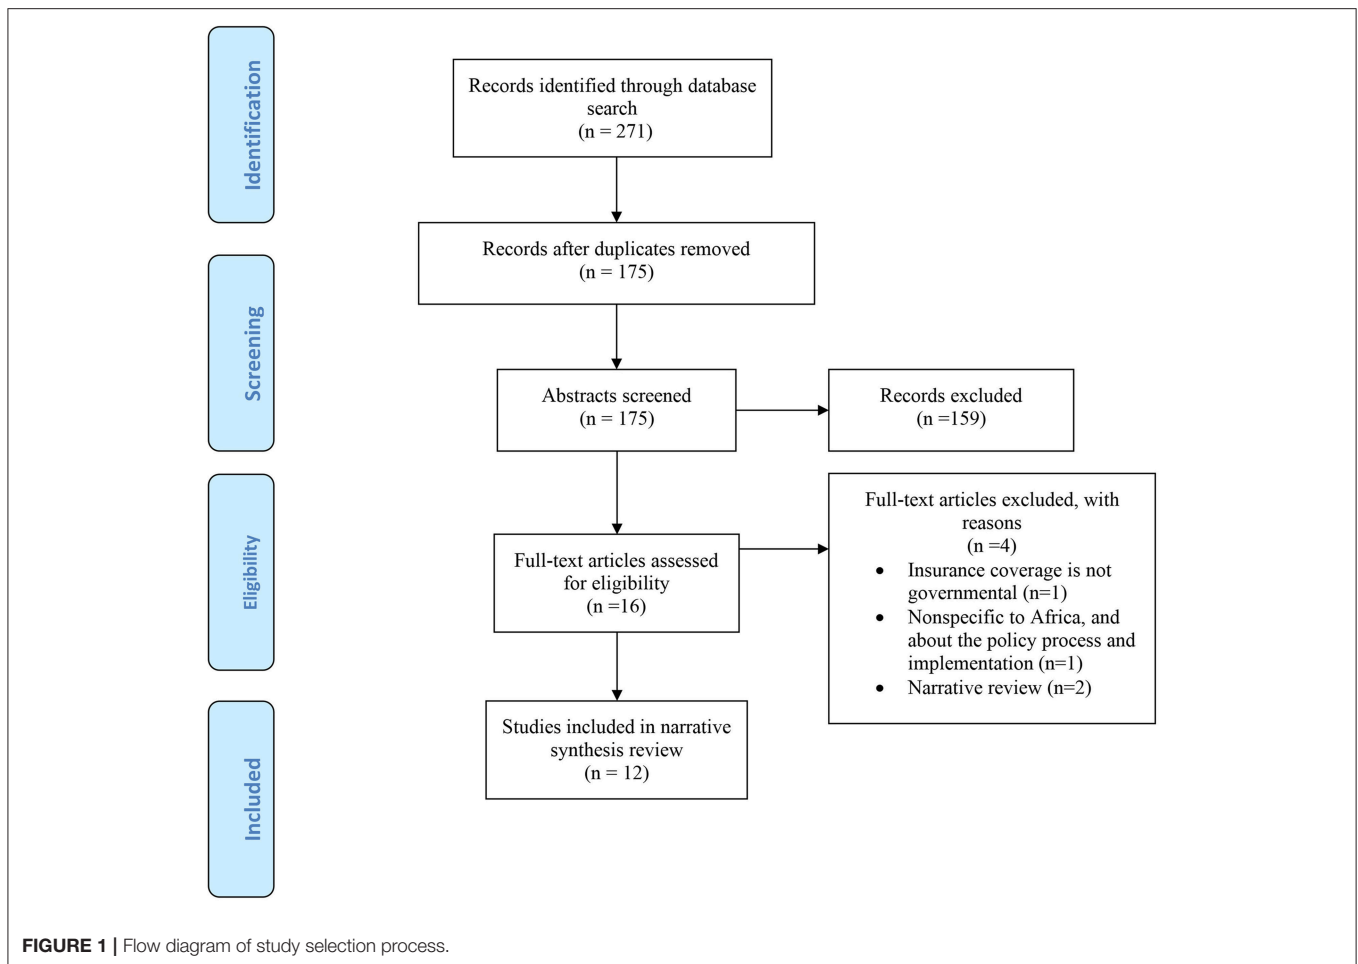 Identification
Records identified through database
search
(n = 271)
Records after duplicates removed
(n = 175)
Screening
Abstracts screened
(n = 175)
Records excluded
(n =159)
Eligibility
Full-text articles assessed
for eligibility
(n =16)
Full-text articles excluded, with
reasons
(n =4)
• Insurance coverage is not
governmental (n=1)
• Nonspecific to Africa, and
about the policy process and
implementation (n=1)
• Narrative review (n=2)
Included
Studies included in narrative
synthesis review
(n = 12)
FIGURE 1 | Flow diagram of study selection process.